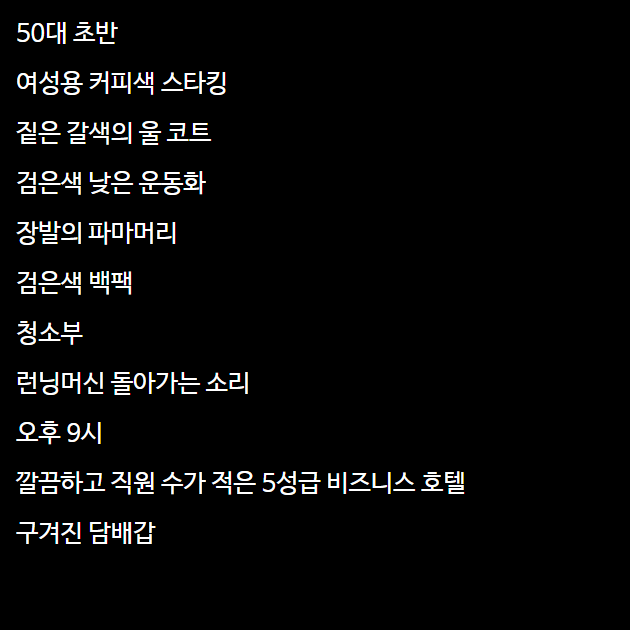 50대 초반
여성용 커피색 스타킹
짙은 갈색의 울 코트
검은색 낮은 운동화
장발의 파마머리
검은색 백팩
청소부
런닝머신 돌아가는 소리
오후 9시
깔끔하고 직원 수가 적은 5성급 비즈니스 호텔
구겨진 담배갑